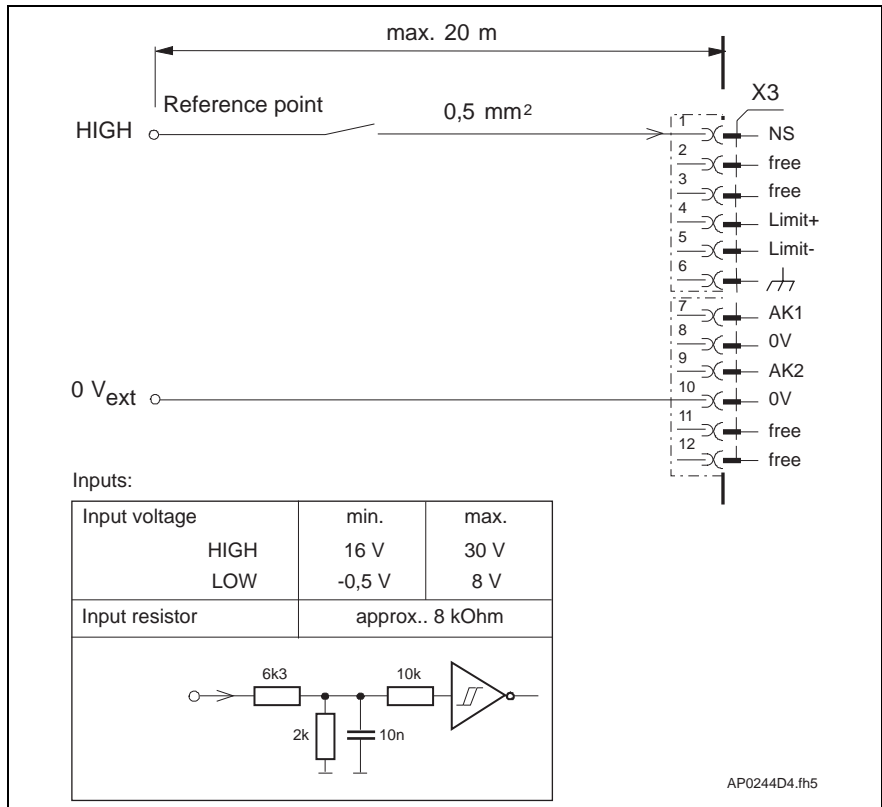 max. 20 m
X3
Reference point
0,5 mm2
HIGH
1 NS
2 free
3 free
4 Limit+
5 Limit-
6
7 AK1
8 0V
9 AK2
0 Vext 10 0V
11 free
12 free
Inputs:
Input voltage min. max.
HIGH 16 V 30 V
LOW -0,5 V 8 V
Input resistor approx.. 8 kOhm
6k3 10k
2k 10n
AP0244D4.fh5